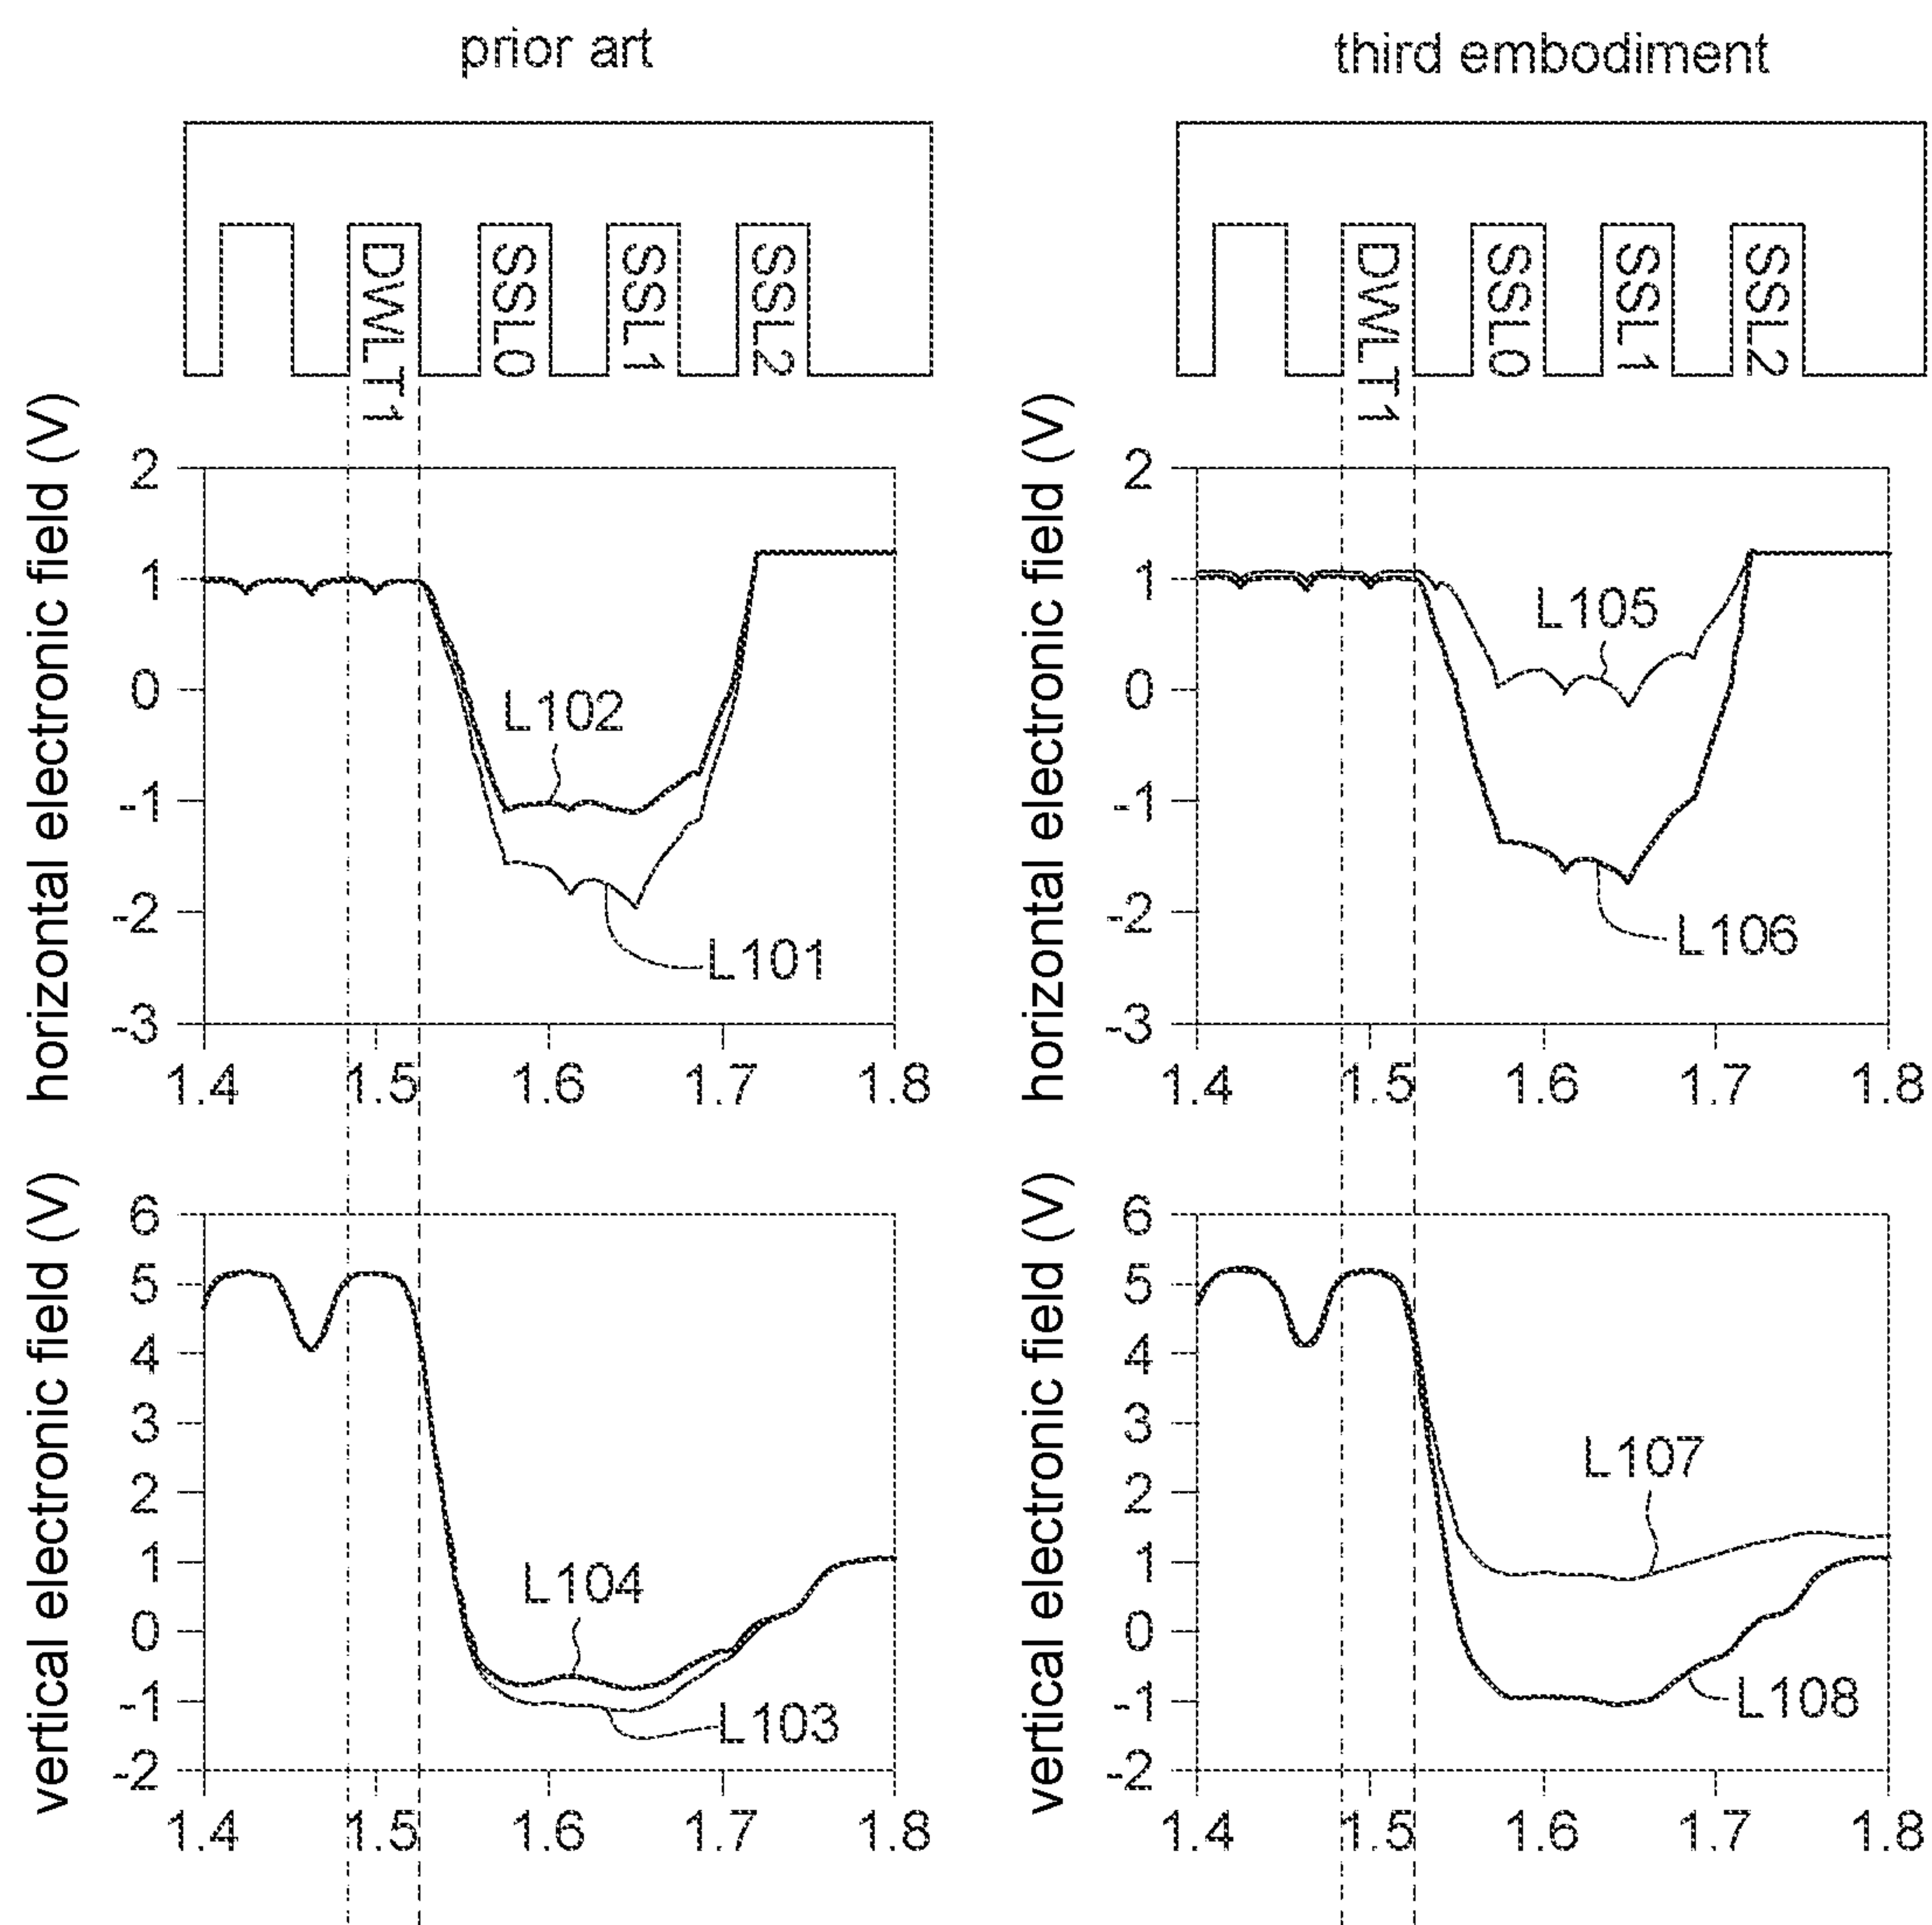 prior art
third embodiment
DWLT1
SSL0
SSL1
SSL2
DWLT1
SSL0
SSL1
SSL2
horizontal electronic field (V)
2
1
0
-1
-2
-3
L102
L101
1.4 1.5 1.6 1.7 1.8
horizontal electronic field (V)
2
1
0
-1
-2
-3
L105
L106
1.4 1.5 1.6 1.7 1.8
vertical electronic field (V)
6
5
4
3
2
1
0
-1
-2
L104
L103
1.4 1.5 1.6 1.7 1.8
vertical electronic field (V)
6
5
4
3
2
1
0
-1
-2
L107
L108
1.4 1.5 1.6 1.7 1.8